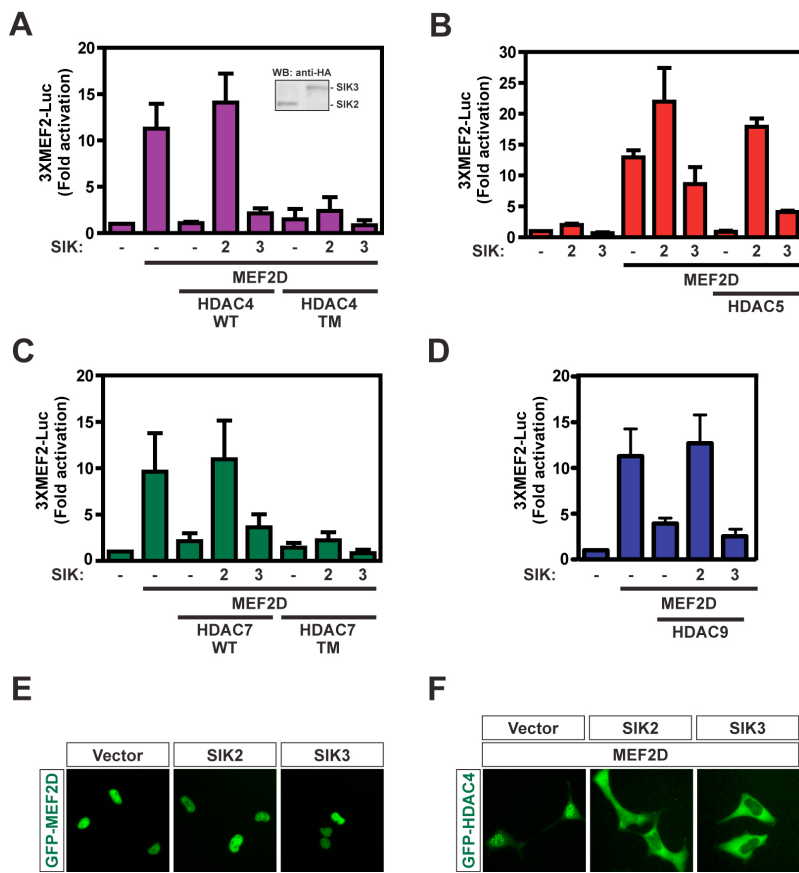 A
3XMEF2-Luc
(Fold activation)
20
15
10
5
0
WB: anti-HA
- SIK3
- SIK2
SIK: - - - 2 3 - 2 3
MEF2D
HDAC4 HDAC4
WT TM
B
3XMEF2-Luc
(Fold activation)
30
25
20
15
10
5
0
SIK: - 2 3 - 2 3 - 2 3
MEF2D
HDAC5
C
3XMEF2-Luc
(Fold activation)
20
15
10
5
0
SIK: - - - 2 3 - 2 3
MEF2D
HDAC7 HDAC7
WT TM
D
3XMEF2-Luc
(Fold activation)
20
15
10
5
0
SIK: - - - 2 3
MEF2D
HDAC9
E
Vector SIK2 SIK3
GFP-MEF2D
F
Vector SIK2 SIK3
MEF2D
GFP-HDAC4